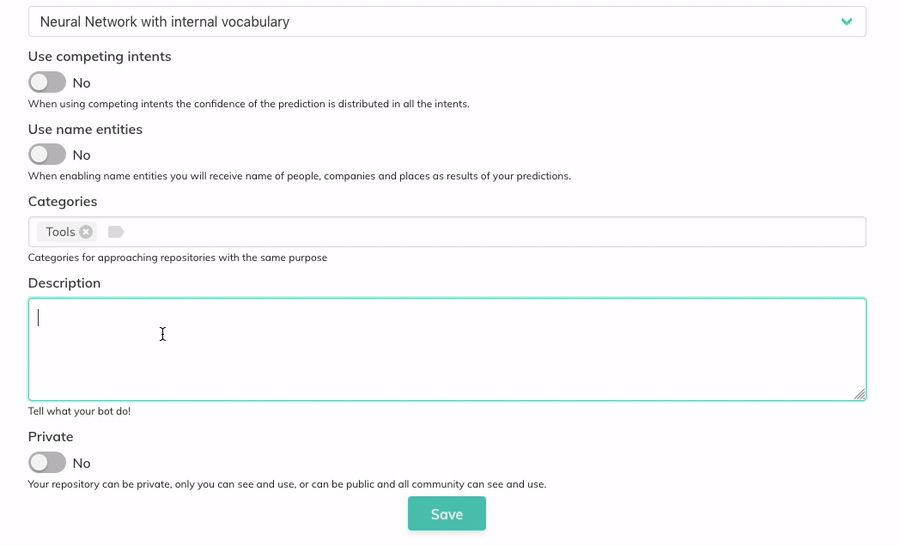 Neural Network with internal vocabulary
Use competing intents
No
When using competing intents the confidence of the prediction is distributed in all the intents.
Use name entities
No
When enabling name entities you will receive name of people, companies and places as results of your predictions.
Categories
Tools
Categories for approaching repositories with the same purpose
Description
Tell what your bot do!
Private
No
Your repository can be private, only you can see and use, or can be public and all community can see and use.
Save